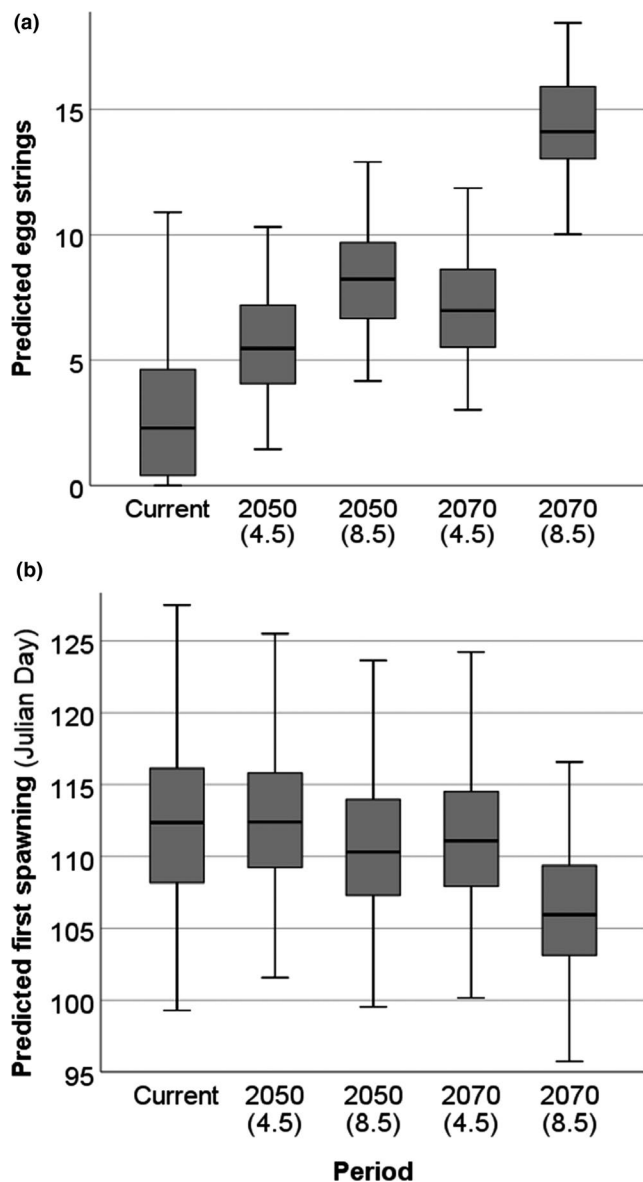 (a)
Predicted egg strings
15
10
5
0
Current 2050 2050 2070 2070
(4.5) (8.5) (4.5) (8.5)
(b)
Predicted first spawning (Julian Day)
125
120
115
110
105
100
95
Current 2050 2050 2070 2070
(4.5) (8.5) (4.5) (8.5)
Period